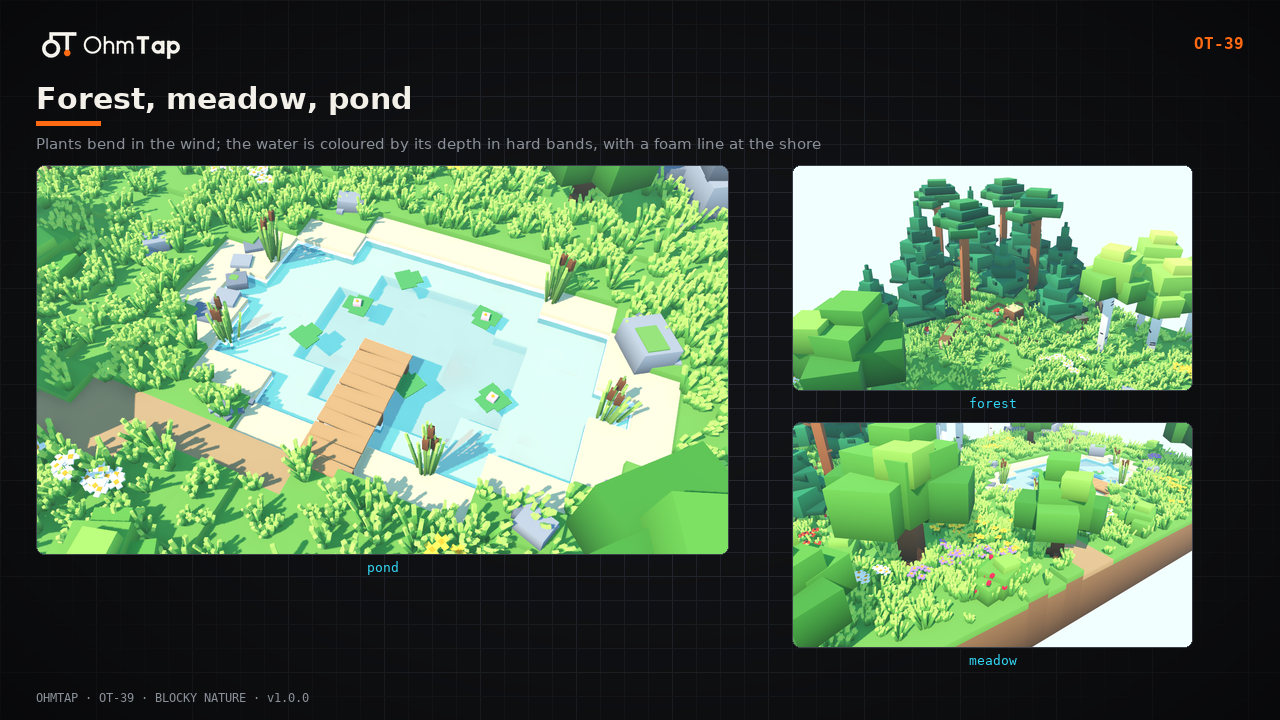 OhmTap
OT-39
Forest, meadow, pond
Plants bend in the wind; the water is coloured by its depth in hard bands, with a foam line at the shore
pond
forest
meadow
OHMTAP · OT-39 · BLOCKY NATURE · v1.0.0